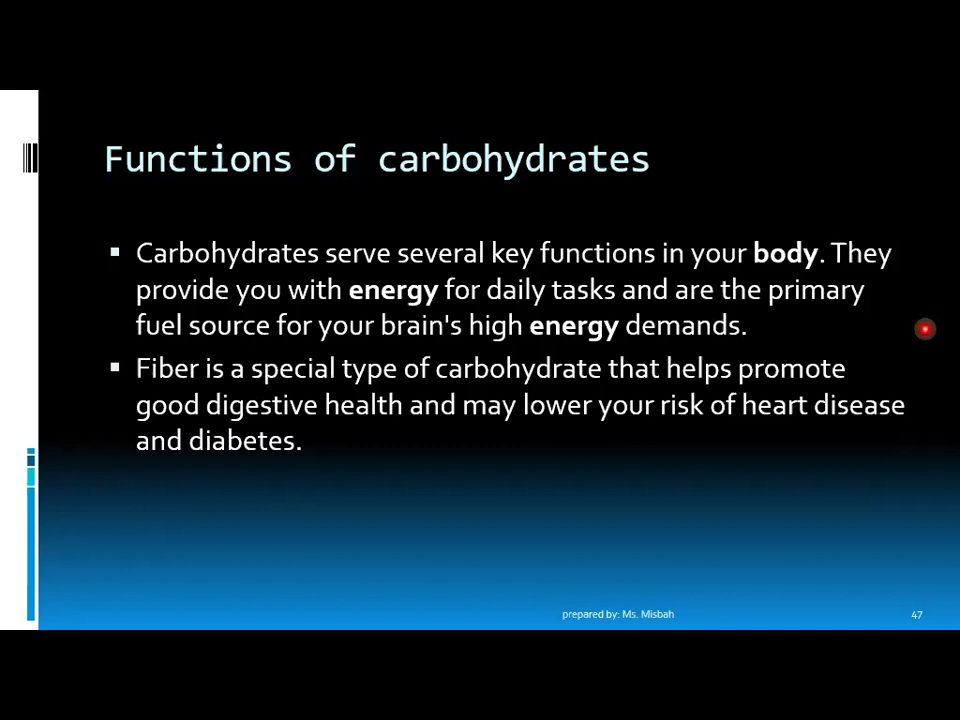 Functions of carbohydrates
▪ Carbohydrates serve several key functions in your body. They
provide you with energy for daily tasks and are the primary
fuel source for your brain's high energy demands.
▪ Fiber is a special type of carbohydrate that helps promote
good digestive health and may lower your risk of heart disease
and diabetes.
prepared by: Ms. Misbah
47